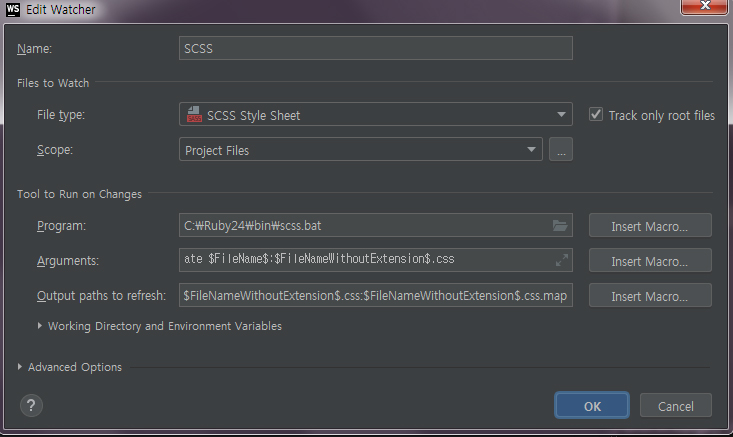 WS Edit Watcher
Name: SCSS
Files to Watch
File type: SASS SCSS Style Sheet Track only root files
Scope: Project Files ...
Tool to Run on Changes
Program: C:₩Ruby24₩bin₩scss.bat Insert Macro...
Arguments: ate $FileName$:$FileNameWithoutExtension$.css Insert Macro...
Output paths to refresh: $FileNameWithoutExtension$.css:$FileNameWithoutExtension$.css.map Insert Macro...
Working Directory and Environment Variables
Advanced Options
? OK Cancel